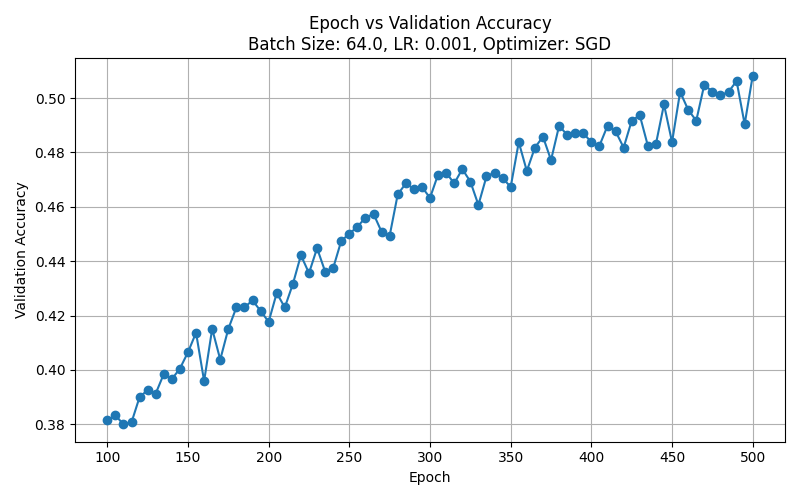 Epoch vs Validation Accuracy
Batch Size: 64.0, LR: 0.001, Optimizer: SGD
0.50
0.48
0.46
0.44
0.42
0.40
0.38
Validation Accuracy
100 150 200 250 300 350 400 450 500
Epoch